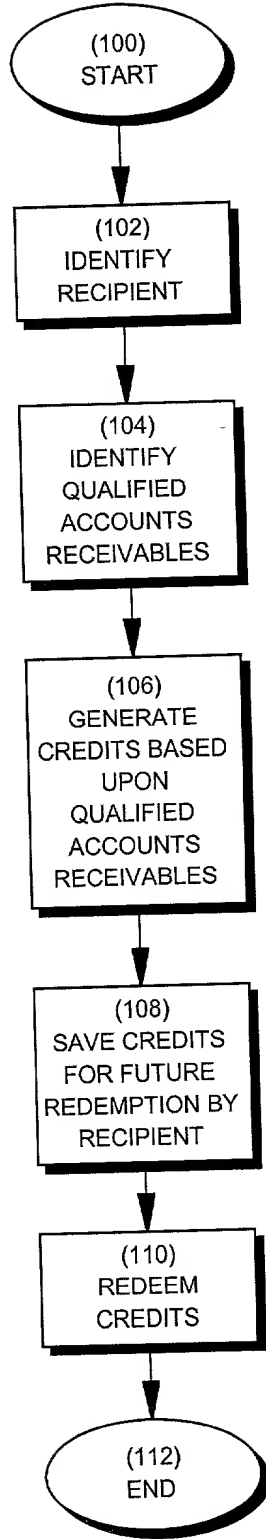 (100)
START
(102)
IDENTIFY
RECIPIENT
(104)
IDENTIFY
QUALIFIED
ACCOUNTS
RECEIVABLES
(106)
GENERATE
CREDITS BASED
UPON
QUALIFIED
ACCOUNTS
RECEIVABLES
(108)
SAVE CREDITS
FOR FUTURE
REDEMPTION BY
RECIPIENT
(110)
REDEEM
CREDITS
(112)
END